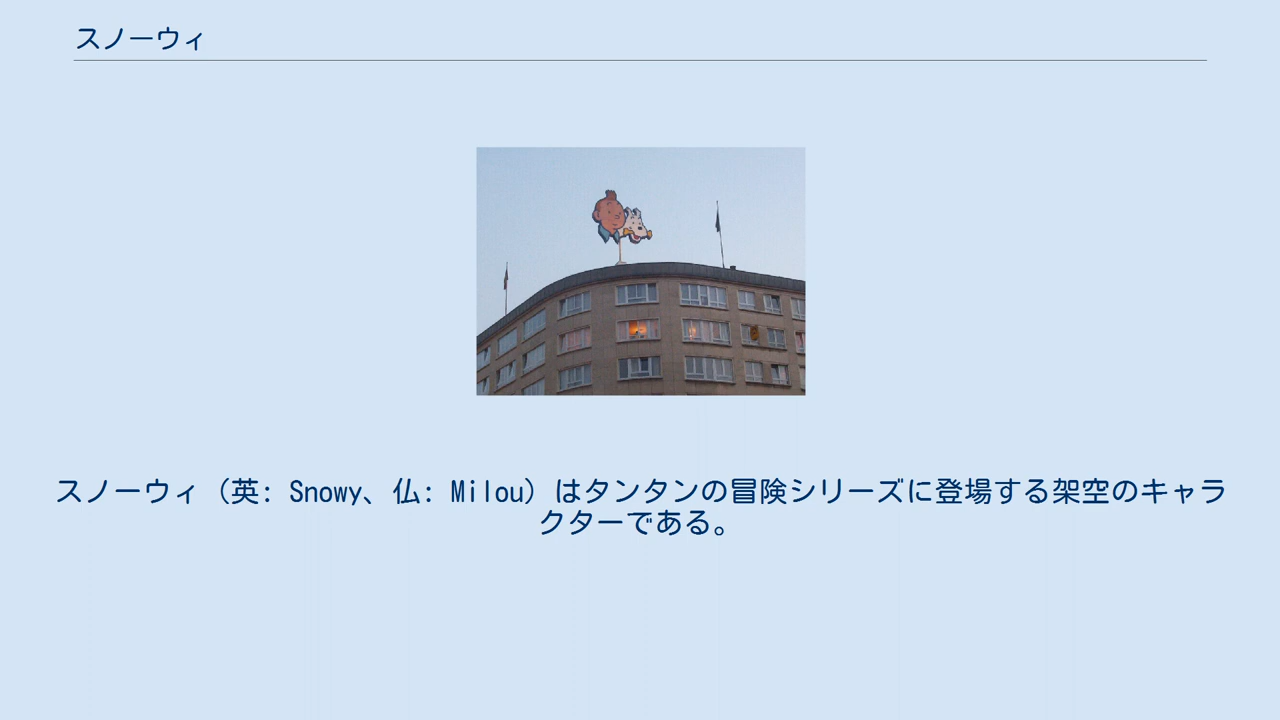 スノーウィ
スノーウィ（英: Snowy、仏: Milou）はタンタンの冒険シリーズに登場する架空のキャラ
クターである。